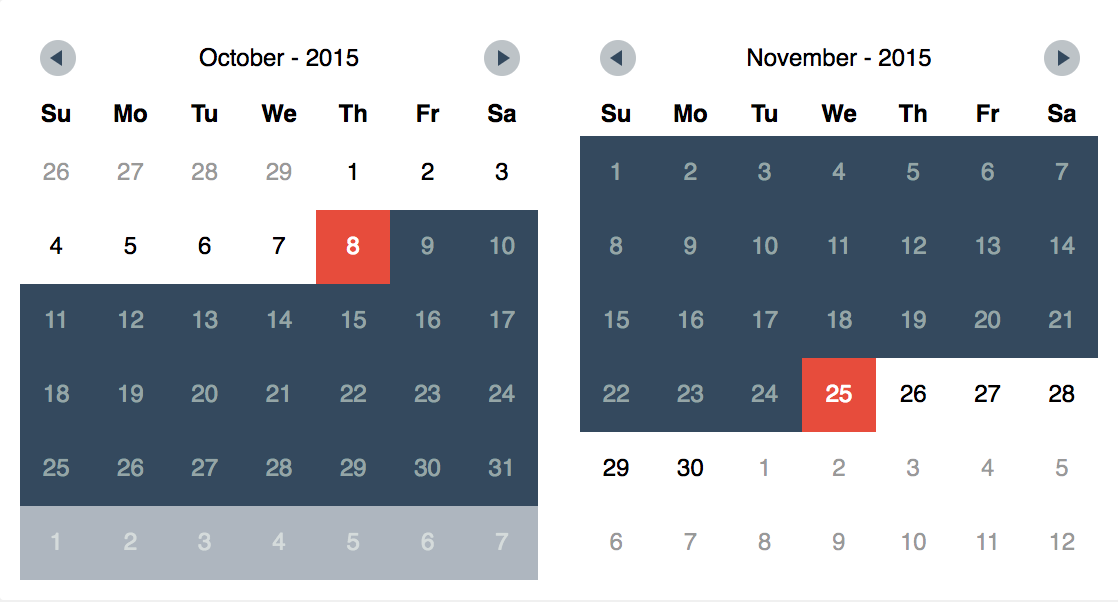 October - 2015
Su Mo Tu We Th Fr Sa
26 27 28 29 1 2 3
4 5 6 7 8 9 10
11 12 13 14 15 16 17
18 19 20 21 22 23 24
25 26 27 28 29 30 31
1 2 3 4 5 6 7
November - 2015
Su Mo Tu We Th Fr Sa
1 2 3 4 5 6 7
8 9 10 11 12 13 14
15 16 17 18 19 20 21
22 23 24 25 26 27 28
29 30 1 2 3 4 5
6 7 8 9 10 11 12